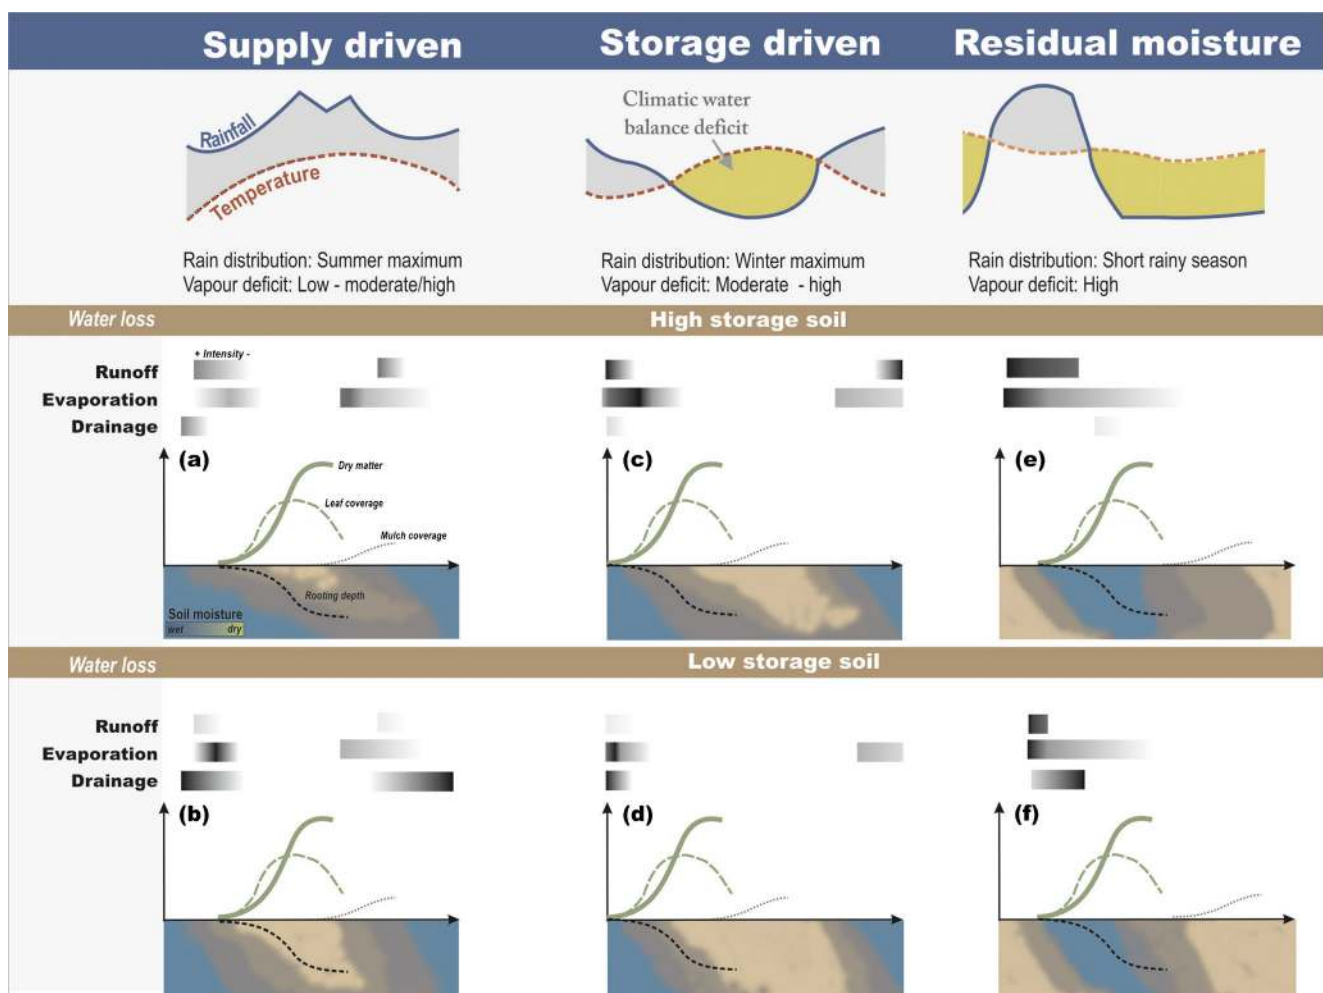 Supply driven
Storage driven
Residual moisture
Rainfall
Temperature
Climatic water
balance deficit
Rain distribution: Summer maximum
Vapour deficit: Low - moderate/high
Rain distribution: Winter maximum
Vapour deficit: Moderate - high
Rain distribution: Short rainy season
Vapour deficit: High
Water loss
High storage soil
+ Intensity -
Runoff
Evaporation
Drainage
(a)
Dry matter
Leaf coverage
Mulch coverage
Rooting depth
Soil moisture
wet
dry
(c)
(e)
Water loss
Low storage soil
Runoff
Evaporation
Drainage
(b)
(d)
(f)